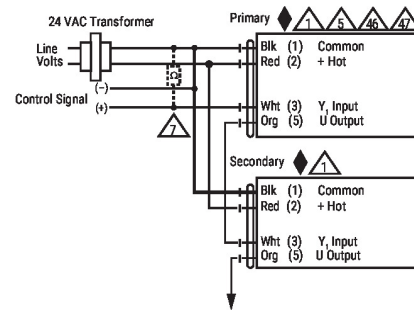 24 VAC Transformer
Primary 1 5 46 47
Line Volts
Blk (1) Common
Red (2) + Hot
Ω
Control Signal (–) (+)
Wht (3) Y, Input
Org (5) U Output
7
Secondary 1
Blk (1) Common
Red (2) + Hot
Wht (3) Y, Input
Org (5) U Output